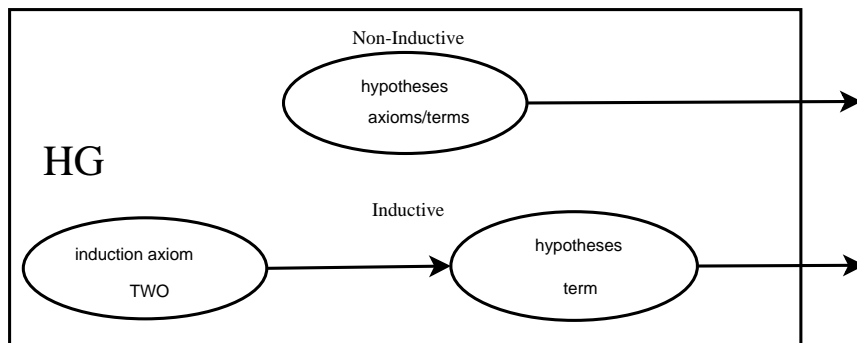 Non-Inductive
hypotheses
axioms/terms
HG
Inductive
induction axiom
TWO
hypotheses
term